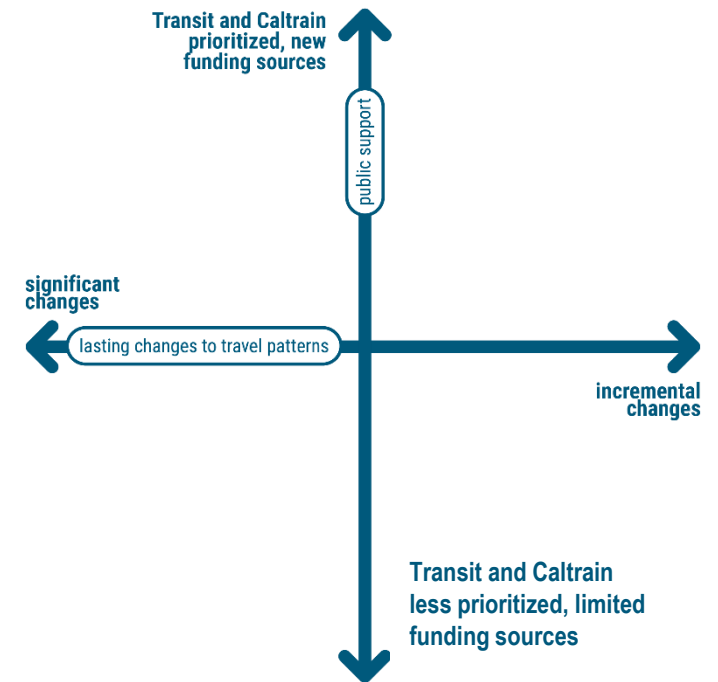 Transit and Caltrain
prioritized, new
funding sources
public support
significant
changes
lasting changes to travel patterns
incremental
changes
Transit and Caltrain
less prioritized, limited
funding sources